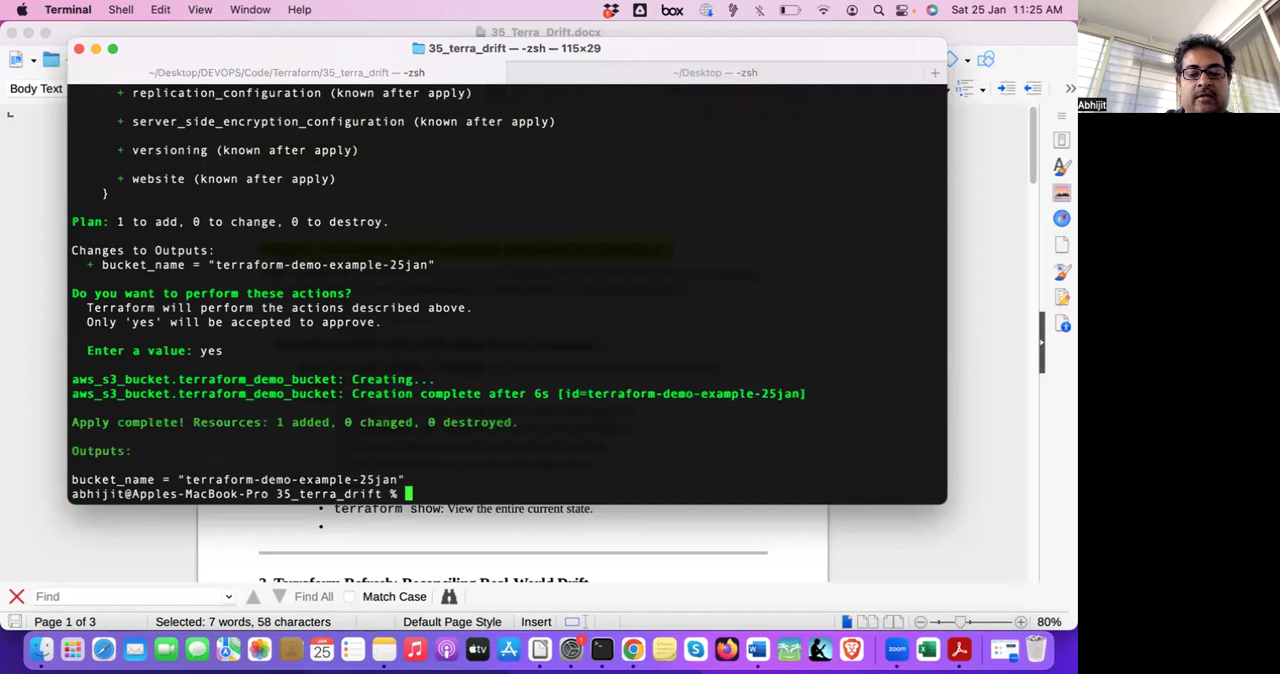 Terminal Shell Edit View Window Help box Sat 25 Jan 11:25 AM
35_Terra_Drift.docx
35_terra_drift — -zsh — 115×29
~/Desktop/DEVOPS/Code/Terraform/35_terra_drift — -zsh ~/Desktop — -zsh +
Body Text
+ replication_configuration (known after apply)
+ server_side_encryption_configuration (known after apply)
+ versioning (known after apply)
+ website (known after apply)
}
Plan: 1 to add, 0 to change, 0 to destroy.
Changes to Outputs:
+ bucket_name = "terraform-demo-example-25jan"
Do you want to perform these actions?
Terraform will perform the actions described above.
Only 'yes' will be accepted to approve.
Enter a value: yes
aws_s3_bucket.terraform_demo_bucket: Creating...
aws_s3_bucket.terraform_demo_bucket: Creation complete after 6s [id=terraform-demo-example-25jan]
Apply complete! Resources: 1 added, 0 changed, 0 destroyed.
Outputs:
bucket_name = "terraform-demo-example-25jan"
abhijit@Apples-MacBook-Pro 35_terra_drift %
• terraform show: View the entire current state.
•
Find Find All Match Case
Page 1 of 3 Selected: 7 words, 58 characters Default Page Style Insert 80%
JAN
25
tv
zoom
Abhijit